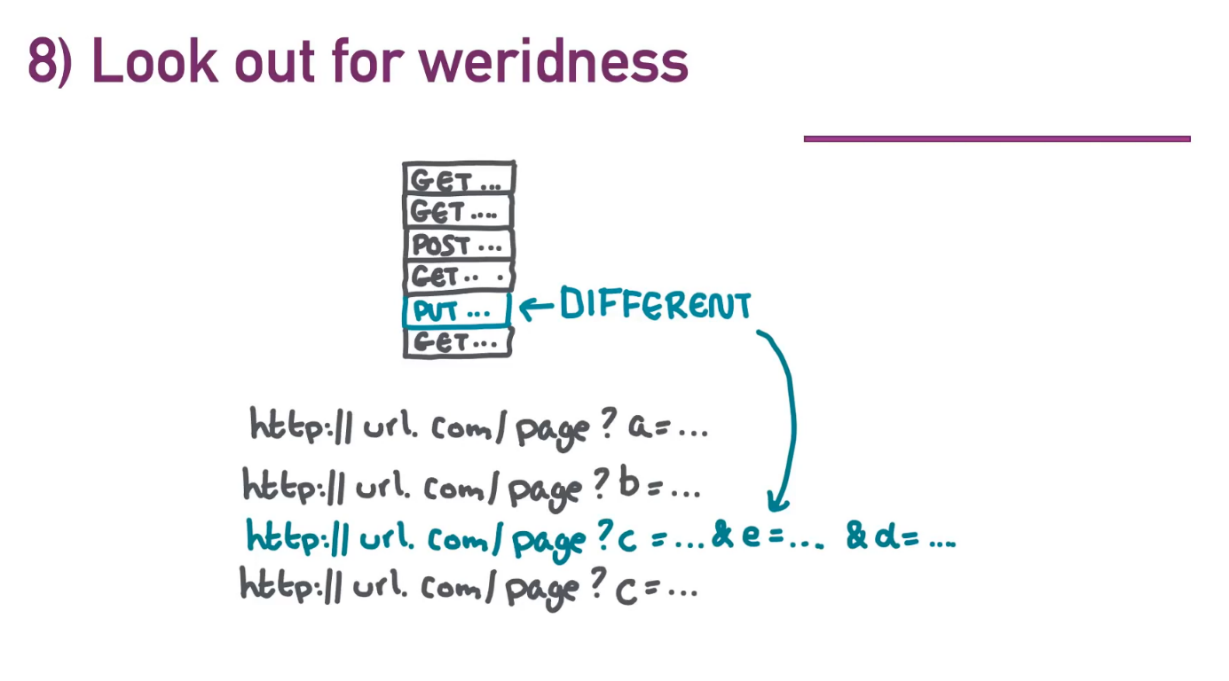 8) Look out for weridness
GET ...
GET ....
POST ...
GET .. .
PUT ...
← DIFFERENT
GET ...
http:// url. com/ page ? a = ...
http:// url. com/ page ? b = ...
http:// url. com/ page ? c = ... & e = ... & d = ....
http:// url. com/ page ? c = ...